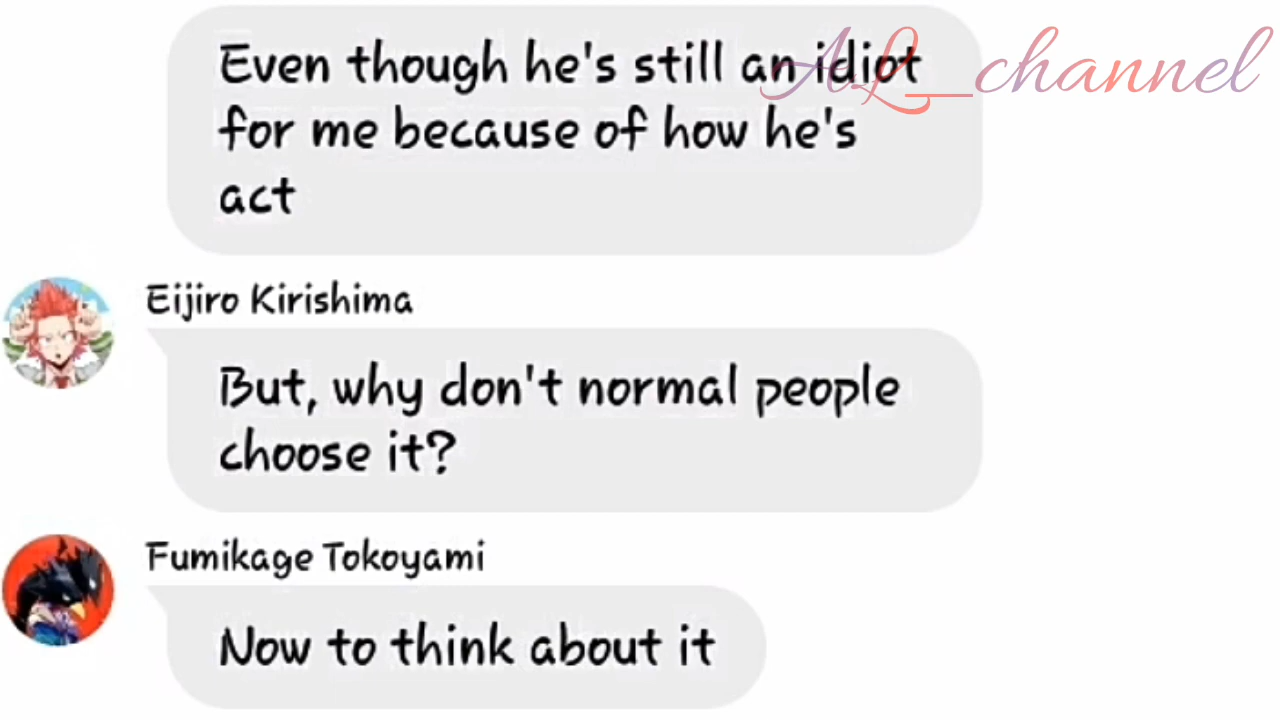 AL__channel
Even though he's still an idiot
for me because of how he's
act
Eijiro Kirishima
But, why don't normal people
choose it?
Fumikage Tokoyami
Now to think about it